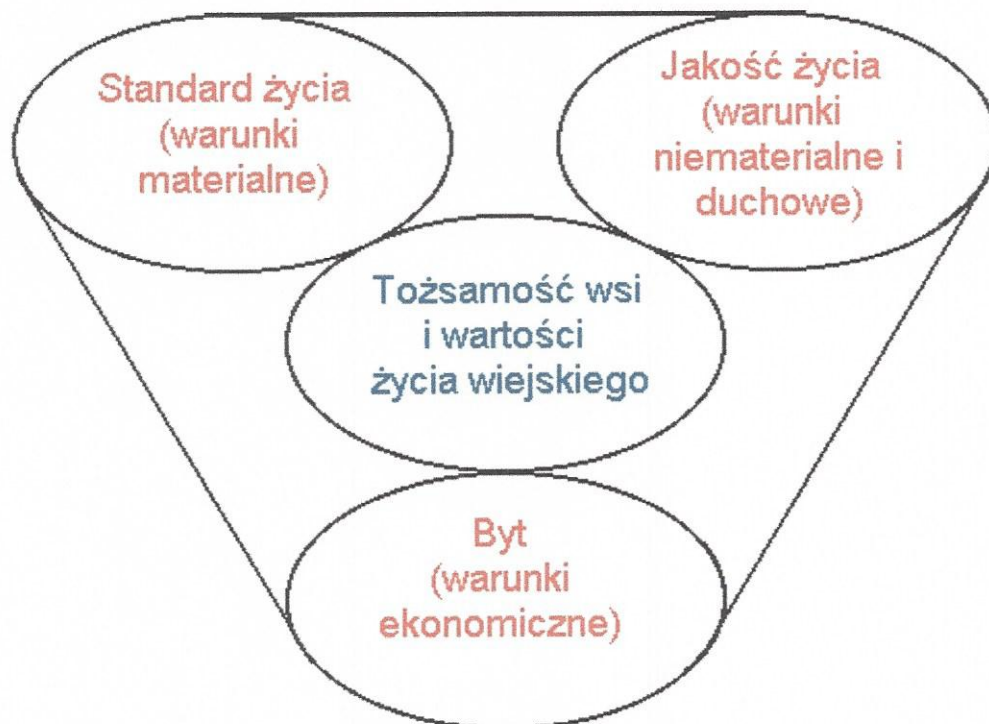 Standard życia
(warunki
materialne)
Jakość życia
(warunki
niematerialne i
duchowe)
Tożsamość wsi
i wartości
życia wiejskiego
Byt
(warunki
ekonomiczne)